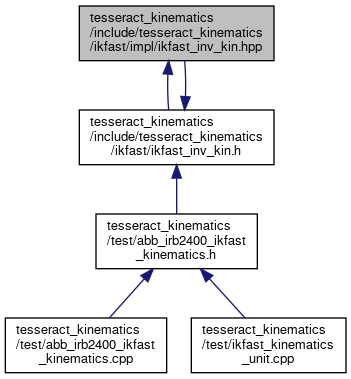 tesseract_kinematics
/include/tesseract_kinematics
/ikfast/impl/ikfast_inv_kin.hpp
tesseract_kinematics
/include/tesseract_kinematics
/ikfast/ikfast_inv_kin.h
tesseract_kinematics
/test/abb_irb2400_ikfast
_kinematics.h
tesseract_kinematics
/test/abb_irb2400_ikfast
_kinematics.cpp
tesseract_kinematics
/test/ikfast_kinematics
_unit.cpp